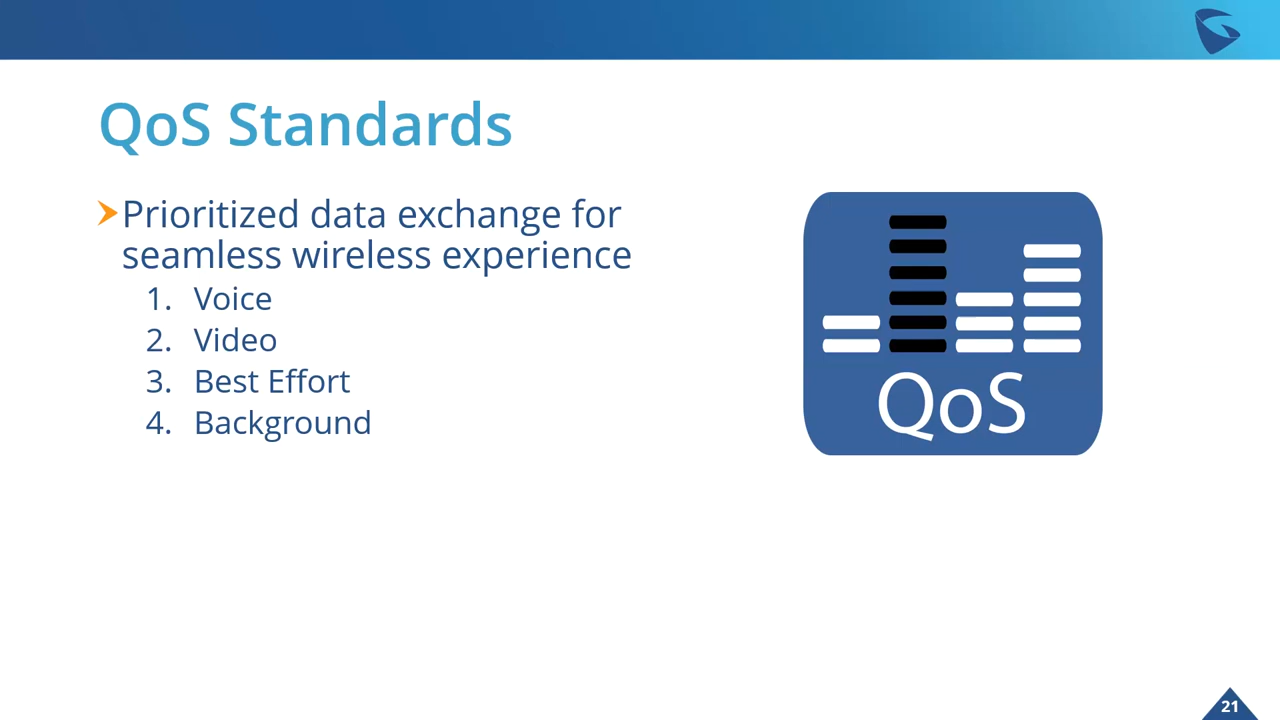 QoS Standards
Prioritized data exchange for
seamless wireless experience
1. Voice
2. Video
3. Best Effort
4. Background
QoS
21